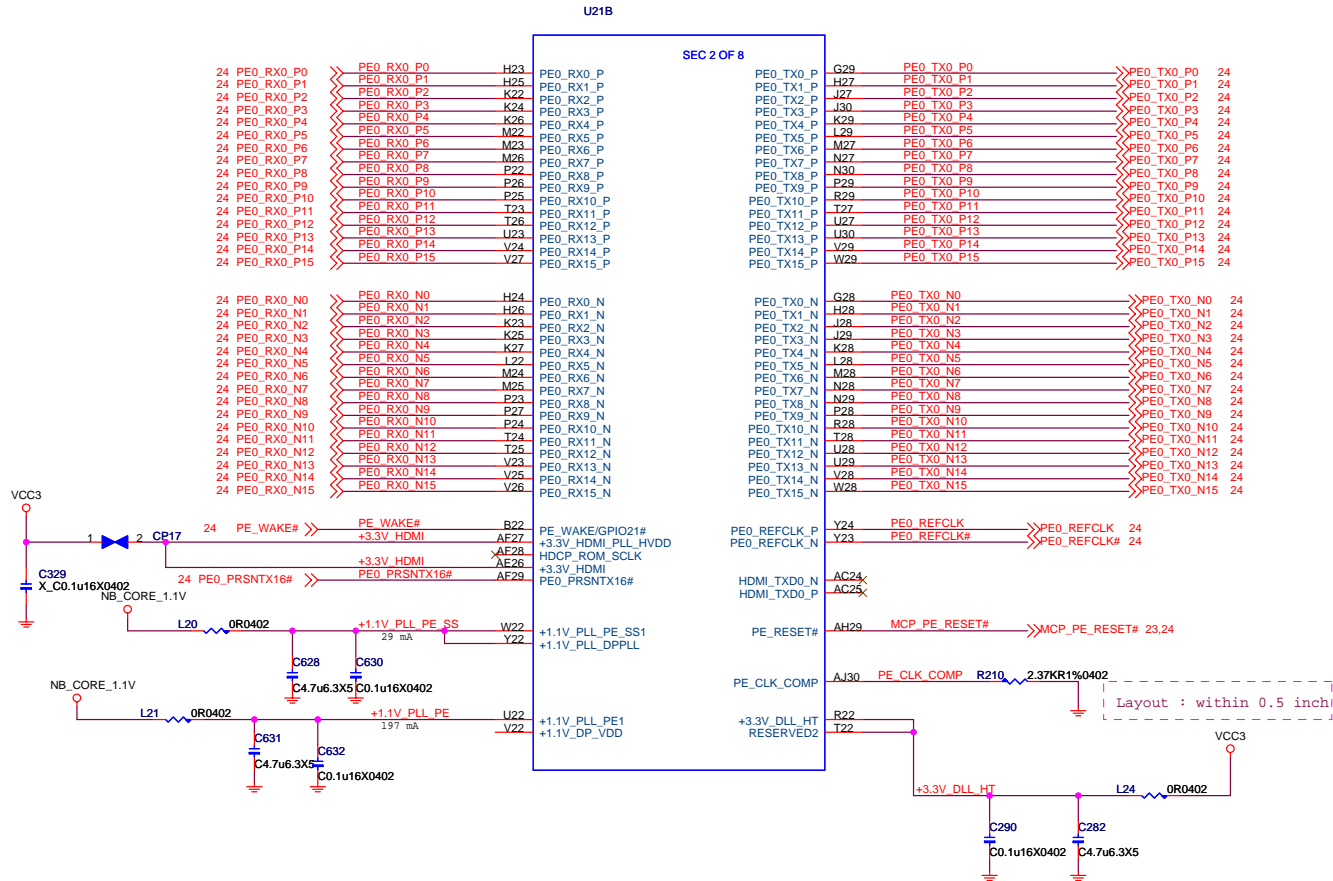 U21B
SEC 2 OF 8
24 PE0_RX0_P0 PE0_RX0_P0 H23 PE0_RX0_P PE0_TX0_P G29 PE0_TX0_P0 PE0_TX0_P0 24
24 PE0_RX0_P1 PE0_RX0_P1 H25 PE0_RX1_P PE0_TX1_P H27 PE0_TX0_P1 PE0_TX0_P1 24
24 PE0_RX0_P2 PE0_RX0_P2 K22 PE0_RX2_P PE0_TX2_P J27 PE0_TX0_P2 PE0_TX0_P2 24
24 PE0_RX0_P3 PE0_RX0_P3 K24 PE0_RX3_P PE0_TX3_P J30 PE0_TX0_P3 PE0_TX0_P3 24
24 PE0_RX0_P4 PE0_RX0_P4 K26 PE0_RX4_P PE0_TX4_P K29 PE0_TX0_P4 PE0_TX0_P4 24
24 PE0_RX0_P5 PE0_RX0_P5 M22 PE0_RX5_P PE0_TX5_P L29 PE0_TX0_P5 PE0_TX0_P5 24
24 PE0_RX0_P6 PE0_RX0_P6 M23 PE0_RX6_P PE0_TX6_P M27 PE0_TX0_P6 PE0_TX0_P6 24
24 PE0_RX0_P7 PE0_RX0_P7 M26 PE0_RX7_P PE0_TX7_P N27 PE0_TX0_P7 PE0_TX0_P7 24
24 PE0_RX0_P8 PE0_RX0_P8 P22 PE0_RX8_P PE0_TX8_P N30 PE0_TX0_P8 PE0_TX0_P8 24
24 PE0_RX0_P9 PE0_RX0_P9 P26 PE0_RX9_P PE0_TX9_P P29 PE0_TX0_P9 PE0_TX0_P9 24
24 PE0_RX0_P10 PE0_RX0_P10 P25 PE0_RX10_P PE0_TX10_P R29 PE0_TX0_P10 PE0_TX0_P10 24
24 PE0_RX0_P11 PE0_RX0_P11 T23 PE0_RX11_P PE0_TX11_P T27 PE0_TX0_P11 PE0_TX0_P11 24
24 PE0_RX0_P12 PE0_RX0_P12 T26 PE0_RX12_P PE0_TX12_P U27 PE0_TX0_P12 PE0_TX0_P12 24
24 PE0_RX0_P13 PE0_RX0_P13 U23 PE0_RX13_P PE0_TX13_P U30 PE0_TX0_P13 PE0_TX0_P13 24
24 PE0_RX0_P14 PE0_RX0_P14 V24 PE0_RX14_P PE0_TX14_P V29 PE0_TX0_P14 PE0_TX0_P14 24
24 PE0_RX0_P15 PE0_RX0_P15 V27 PE0_RX15_P PE0_TX15_P W29 PE0_TX0_P15 PE0_TX0_P15 24
24 PE0_RX0_N0 PE0_RX0_N0 H24 PE0_RX0_N PE0_TX0_N G28 PE0_TX0_N0 PE0_TX0_N0 24
24 PE0_RX0_N1 PE0_RX0_N1 H26 PE0_RX1_N PE0_TX1_N H28 PE0_TX0_N1 PE0_TX0_N1 24
24 PE0_RX0_N2 PE0_RX0_N2 K23 PE0_RX2_N PE0_TX2_N J28 PE0_TX0_N2 PE0_TX0_N2 24
24 PE0_RX0_N3 PE0_RX0_N3 K25 PE0_RX3_N PE0_TX3_N J29 PE0_TX0_N3 PE0_TX0_N3 24
24 PE0_RX0_N4 PE0_RX0_N4 K27 PE0_RX4_N PE0_TX4_N K28 PE0_TX0_N4 PE0_TX0_N4 24
24 PE0_RX0_N5 PE0_RX0_N5 L22 PE0_RX5_N PE0_TX5_N L28 PE0_TX0_N5 PE0_TX0_N5 24
24 PE0_RX0_N6 PE0_RX0_N6 M24 PE0_RX6_N PE0_TX6_N M28 PE0_TX0_N6 PE0_TX0_N6 24
24 PE0_RX0_N7 PE0_RX0_N7 M25 PE0_RX7_N PE0_TX7_N N28 PE0_TX0_N7 PE0_TX0_N7 24
24 PE0_RX0_N8 PE0_RX0_N8 P23 PE0_RX8_N PE0_TX8_N N29 PE0_TX0_N8 PE0_TX0_N8 24
24 PE0_RX0_N9 PE0_RX0_N9 P27 PE0_RX9_N PE0_TX9_N P28 PE0_TX0_N9 PE0_TX0_N9 24
24 PE0_RX0_N10 PE0_RX0_N10 P24 PE0_RX10_N PE0_TX10_N R28 PE0_TX0_N10 PE0_TX0_N10 24
24 PE0_RX0_N11 PE0_RX0_N11 T24 PE0_RX11_N PE0_TX11_N T28 PE0_TX0_N11 PE0_TX0_N11 24
24 PE0_RX0_N12 PE0_RX0_N12 T25 PE0_RX12_N PE0_TX12_N U28 PE0_TX0_N12 PE0_TX0_N12 24
24 PE0_RX0_N13 PE0_RX0_N13 V23 PE0_RX13_N PE0_TX13_N U29 PE0_TX0_N13 PE0_TX0_N13 24
24 PE0_RX0_N14 PE0_RX0_N14 V25 PE0_RX14_N PE0_TX14_N V28 PE0_TX0_N14 PE0_TX0_N14 24
24 PE0_RX0_N15 PE0_RX0_N15 V26 PE0_RX15_N PE0_TX15_N W28 PE0_TX0_N15 PE0_TX0_N15 24
VCC3
24 PE_WAKE# PE_WAKE# B22 PE_WAKE/GPIO21# PE0_REFCLK_P Y24 PE0_REFCLK PE0_REFCLK 24
1 2 CP17 +3.3V_HDMI AF27 +3.3V_HDMI_PLL_HVDD PE0_REFCLK_N Y23 PE0_REFCLK# PE0_REFCLK# 24
AF28 HDCP_ROM_SCLK
+3.3V_HDMI AE26 +3.3V_HDMI
24 PE0_PRSNTX16# PE0_PRSNTX16# AF29 PE0_PRSNTX16# HDMI_TXD0_N AC24
HDMI_TXD0_P AC25
C329
X_C0.1u16X0402
NB_CORE_1.1V
L20 0R0402 +1.1V_PLL_PE_SS W22 +1.1V_PLL_PE_SS1 PE_RESET# AH29 MCP_PE_RESET# MCP_PE_RESET# 23,24
29 mA Y22 +1.1V_PLL_DPPLL
C628 C630
C4.7u6.3X5 C0.1u16X0402
PE_CLK_COMP AJ30 PE_CLK_COMP R210 2.37KR1%0402
Layout : within 0.5 inch
NB_CORE_1.1V
L21 0R0402 +1.1V_PLL_PE U22 +1.1V_PLL_PE1 +3.3V_DLL_HT R22
197 mA V22 +1.1V_DP_VDD RESERVED2 T22
VCC3
C631 C632
C4.7u6.3X5 C0.1u16X0402
+3.3V_DLL_HT L24 0R0402
C290 C282
C0.1u16X0402 C4.7u6.3X5